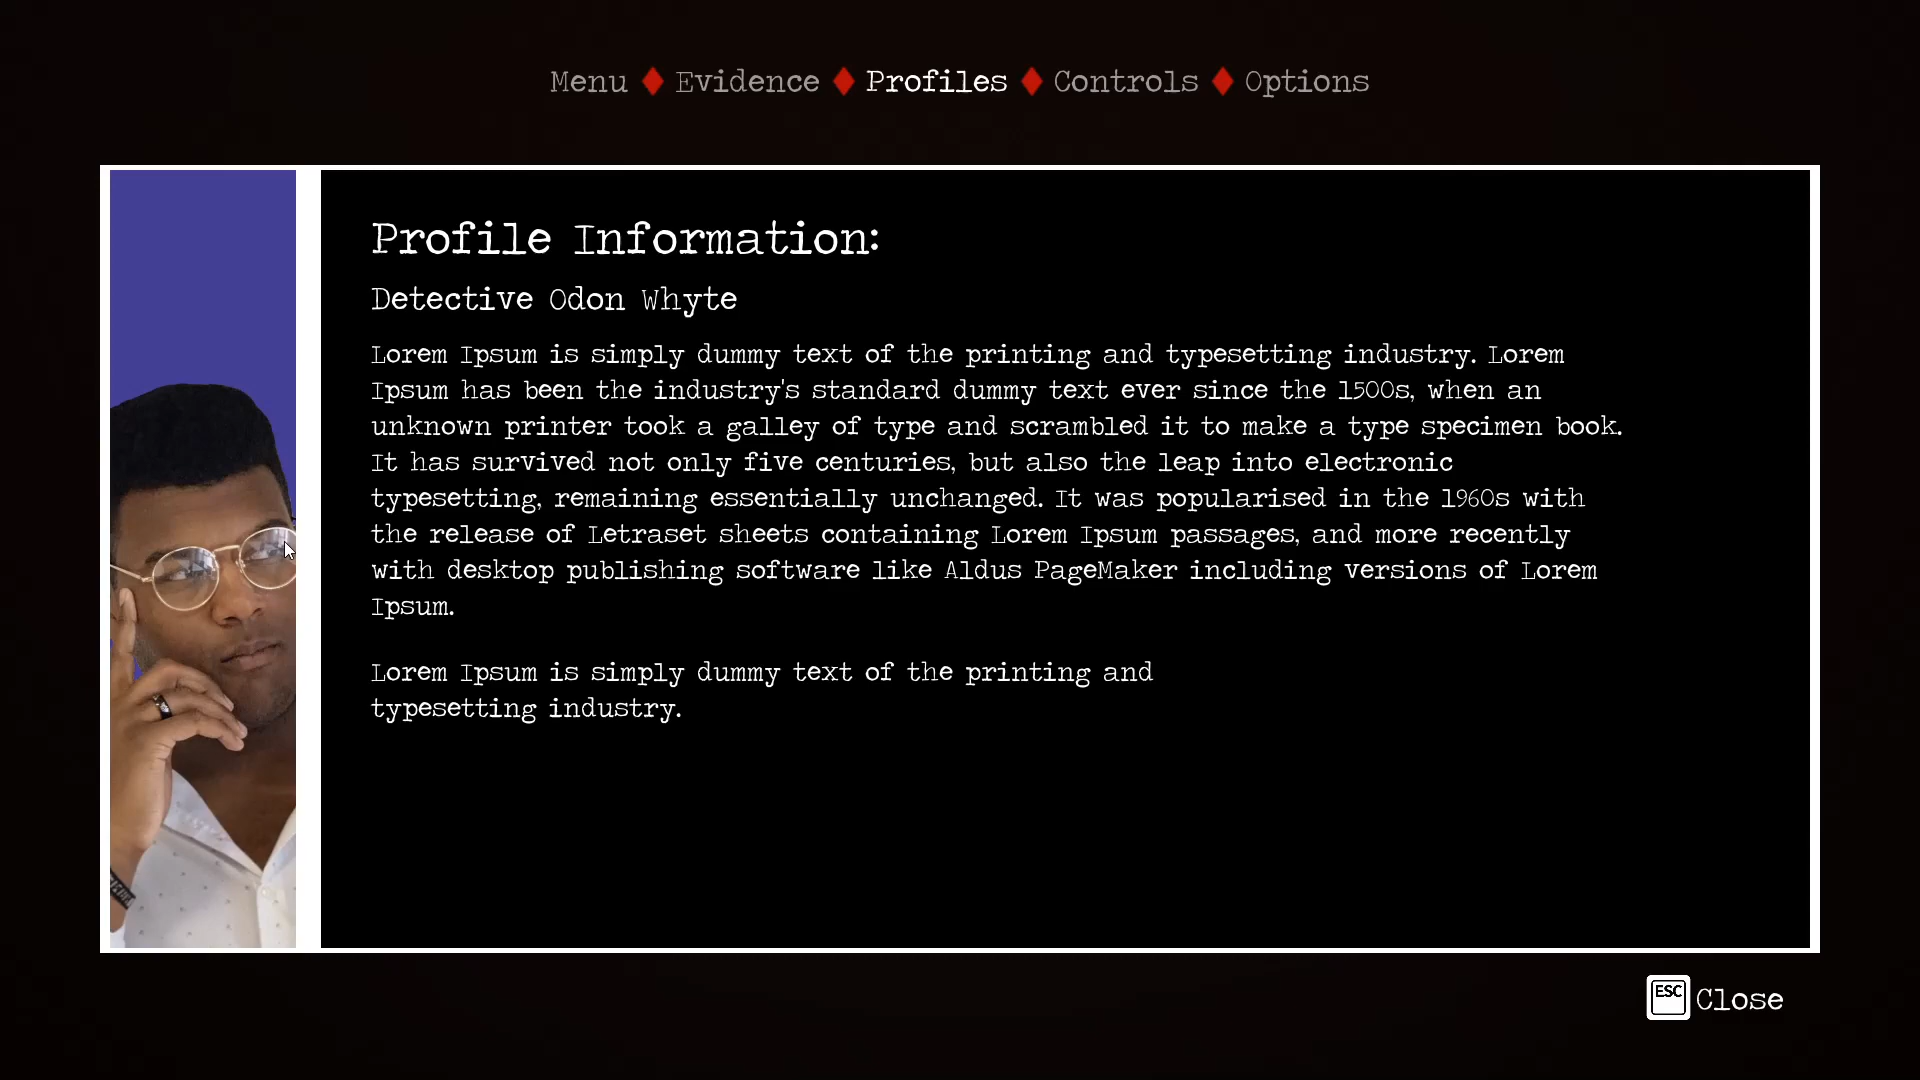 Menu Evidence Profiles Controls Options
Profile Information:
Detective Odon Whyte
Lorem Ipsum is simply dummy text of the printing and typesetting industry. Lorem
Ipsum has been the industry's standard dummy text ever since the 1500s, when an
unknown printer took a galley of type and scrambled it to make a type specimen book.
It has survived not only five centuries, but also the leap into electronic
typesetting, remaining essentially unchanged. It was popularised in the 1960s with
the release of Letraset sheets containing Lorem Ipsum passages, and more recently
with desktop publishing software like Aldus PageMaker including versions of Lorem
Ipsum.
Lorem Ipsum is simply dummy text of the printing and
typesetting industry.
ESC Close